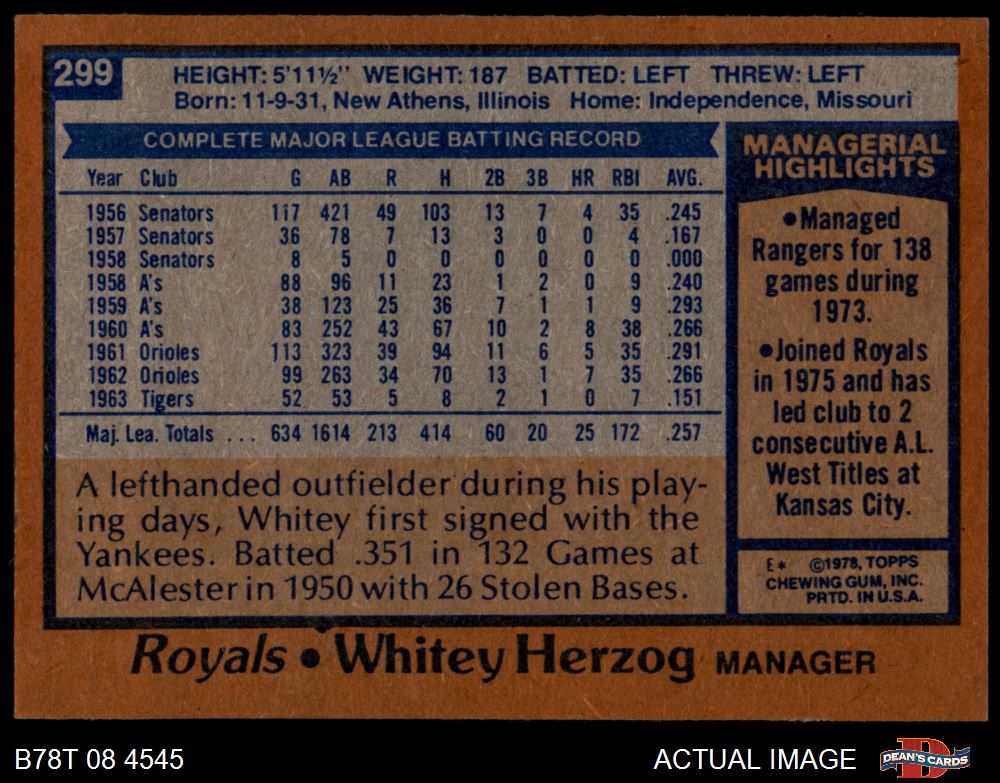 299
HEIGHT: 5'11½" WEIGHT: 187 BATTED: LEFT THREW: LEFT
Born: 11-9-31, New Athens, Illinois Home: Independence, Missouri
COMPLETE MAJOR LEAGUE BATTING RECORD
Year Club G AB R H 2B 3B HR RBI AVG.
1956 Senators 117 421 49 103 13 7 4 35 .245
1957 Senators 36 78 7 13 3 0 0 4 .167
1958 Senators 8 5 0 0 0 0 0 0 .000
1958 A's 88 96 11 23 1 2 0 9 .240
1959 A's 38 123 25 36 7 1 1 9 .293
1960 A's 83 252 43 67 10 2 8 38 .266
1961 Orioles 113 323 39 94 11 6 5 35 .291
1962 Orioles 99 263 34 70 13 1 7 35 .266
1963 Tigers 52 53 5 8 2 1 0 7 .151
Maj. Lea. Totals ... 634 1614 213 414 60 20 25 172 .257
A lefthanded outfielder during his play-
ing days, Whitey first signed with the
Yankees. Batted .351 in 132 Games at
McAlester in 1950 with 26 Stolen Bases.
MANAGERIAL
HIGHLIGHTS
•Managed
Rangers for 138
games during
1973.
•Joined Royals
in 1975 and has
led club to 2
consecutive A.L.
West Titles at
Kansas City.
E* ©1978, TOPPS
CHEWING GUM, INC.
PRTD. IN U.S.A.
Royals • Whitey Herzog MANAGER
B78T 08 4545
ACTUAL IMAGE
DEAN'S CARDS